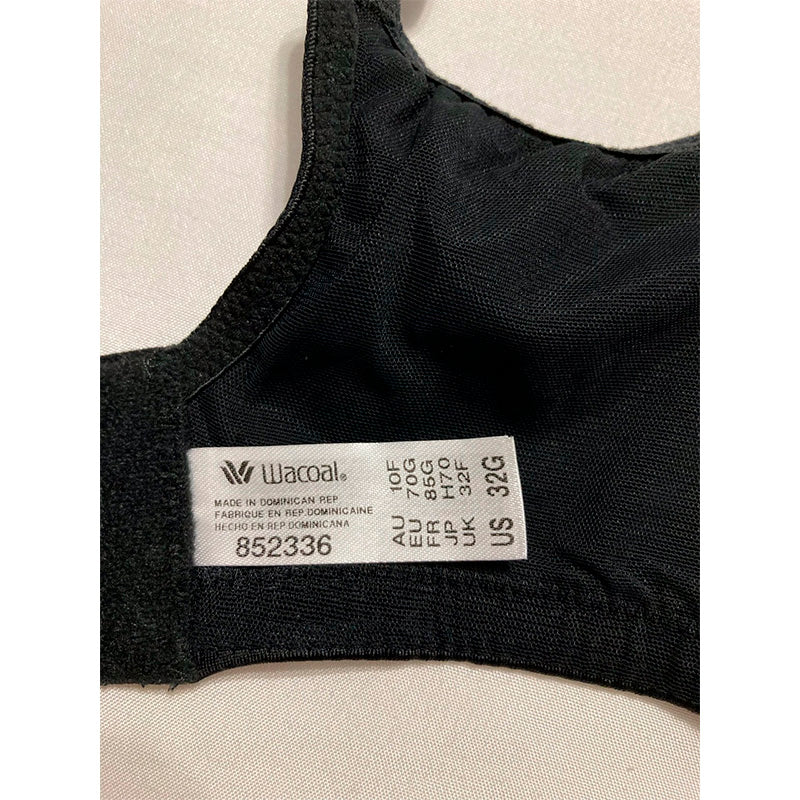 Wacoal®
MADE IN DOMINICAN REP
FABRIQUE EN REP.DOMINICAINE
HECHO EN REP.DOMINICANA
852336
AU 10F
EU 70G
FR 85G
JP H70
UK 32F
US 32G